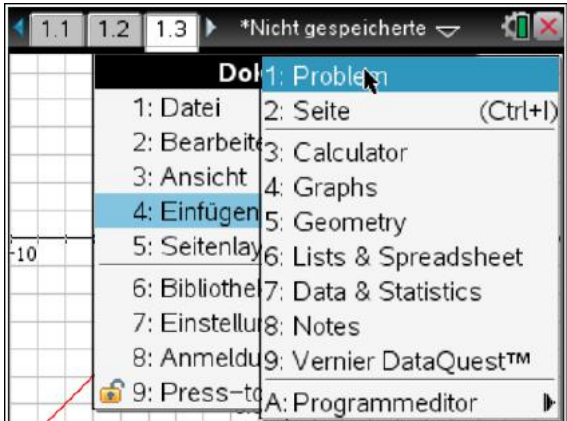 1.1 1.2 1.3 *Nicht gespeicherte
Dol
1: Datei
2: Bearbeite
3: Ansicht
4: Einfügen
5: Seitenlay
6: Bibliothe
7: Einstellu
8: Anmeldu
9: Press-to
1: Problem
2: Seite (Ctrl+I)
3: Calculator
4: Graphs
5: Geometry
6: Lists & Spreadsheet
7: Data & Statistics
8: Notes
9: Vernier DataQuest™
A: Programmeditor
-10